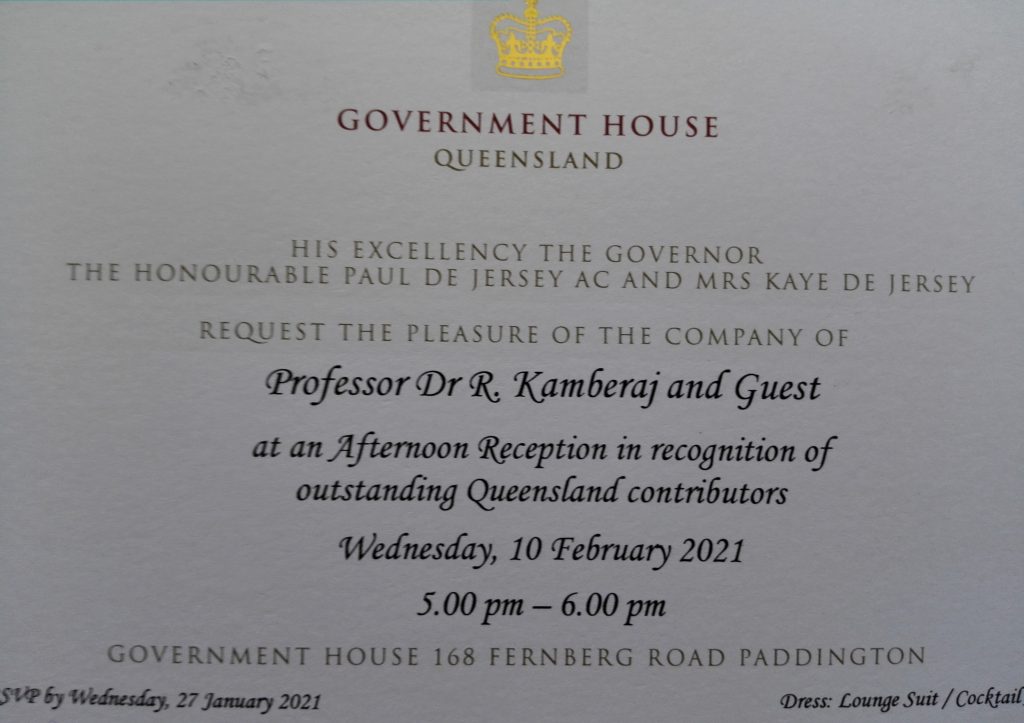 GOVERNMENT HOUSE
QUEENSLAND
HIS EXCELLENCY THE GOVERNOR
THE HONOURABLE PAUL DE JERSEY AC AND MRS KAYE DE JERSEY
REQUEST THE PLEASURE OF THE COMPANY OF
Professor Dr R. Kamberaj and Guest
at an Afternoon Reception in recognition of
outstanding Queensland contributors
Wednesday, 10 February 2021
5.00 pm – 6.00 pm
GOVERNMENT HOUSE 168 FERNBERG ROAD PADDINGTON
SVP by Wednesday, 27 January 2021
Dress: Lounge Suit / Cocktail